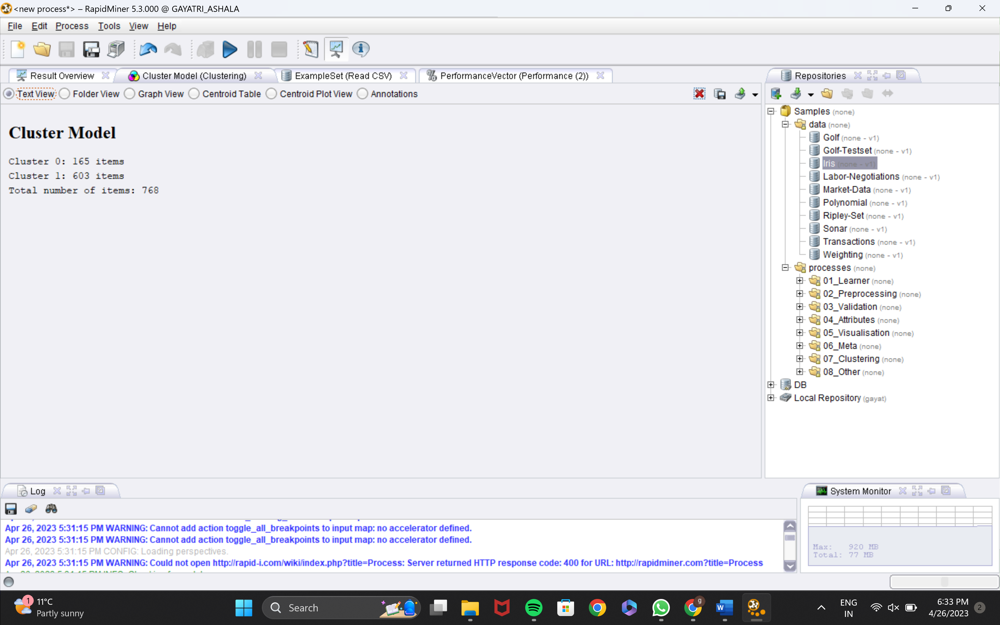 <new process*> – RapidMiner 5.3.000 @ GAYATRI_ASHALA
File Edit Process Tools View Help
Result Overview Cluster Model (Clustering) ExampleSet (Read CSV) PerformanceVector (Performance (2))
Text View Folder View Graph View Centroid Table Centroid Plot View Annotations
Cluster Model
Cluster 0: 165 items
Cluster 1: 603 items
Total number of items: 768
Repositories
Samples (none)
data (none)
Golf (none - v1)
Golf-Testset (none - v1)
Iris (none - v1)
Labor-Negotiations (none - v1)
Market-Data (none - v1)
Polynomial (none - v1)
Ripley-Set (none - v1)
Sonar (none - v1)
Transactions (none - v1)
Weighting (none - v1)
processes (none)
01_Learner (none)
02_Preprocessing (none)
03_Validation (none)
04_Attributes (none)
05_Visualisation (none)
06_Meta (none)
07_Clustering (none)
08_Other (none)
DB
Local Repository (gayat)
Log
Apr 26, 2023 5:31:15 PM WARNING: Cannot add action toggle_all_breakpoints to input map: no accelerator defined.
Apr 26, 2023 5:31:15 PM WARNING: Cannot add action toggle_all_breakpoints to input map: no accelerator defined.
Apr 26, 2023 5:31:15 PM CONFIG: Loading perspectives.
Apr 26, 2023 5:31:15 PM WARNING: Could not open http://rapid-i.com/wiki/index.php?title=Process: Server returned HTTP response code: 400 for URL: http://rapidminer.com?title=Process
System Monitor
Max: 920 MB
Total: 77 MB
1
11°C
Partly sunny
Search
g
W
ENG
IN
6:33 PM
4/26/2023
2